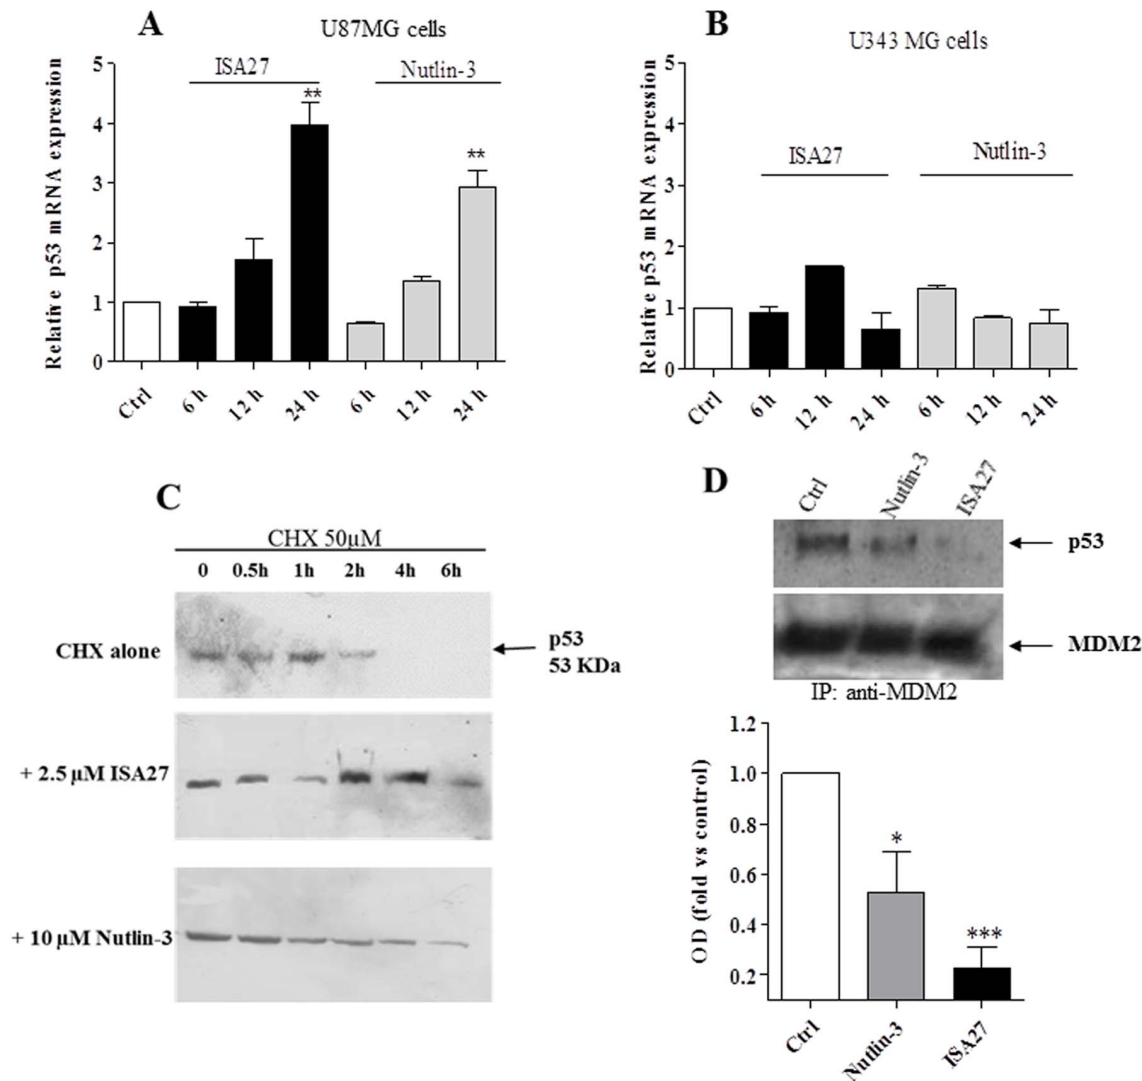 A
U87MG cells
ISA27
Nutlin-3
**
**
Relative p53 mRNA expression
5
4
3
2
1
0
Ctrl
6 h
12 h
24 h
6 h
12 h
24 h
B
U343 MG cells
ISA27
Nutlin-3
Relative p53 mRNA expression
5
4
3
2
1
0
Ctrl
6 h
12 h
24 h
6 h
12 h
24 h
C
CHX 50µM
0 0.5h 1h 2h 4h 6h
CHX alone
p53
53 KDa
+ 2.5 µM ISA27
+ 10 µM Nutlin-3
D
Ctrl
Nutlin-3
ISA27
p53
MDM2
IP: anti-MDM2
OD (fold vs control)
1.2
1.0
0.8
0.6
0.4
0.2
*
***
Ctrl
Nutlin-3
ISA27